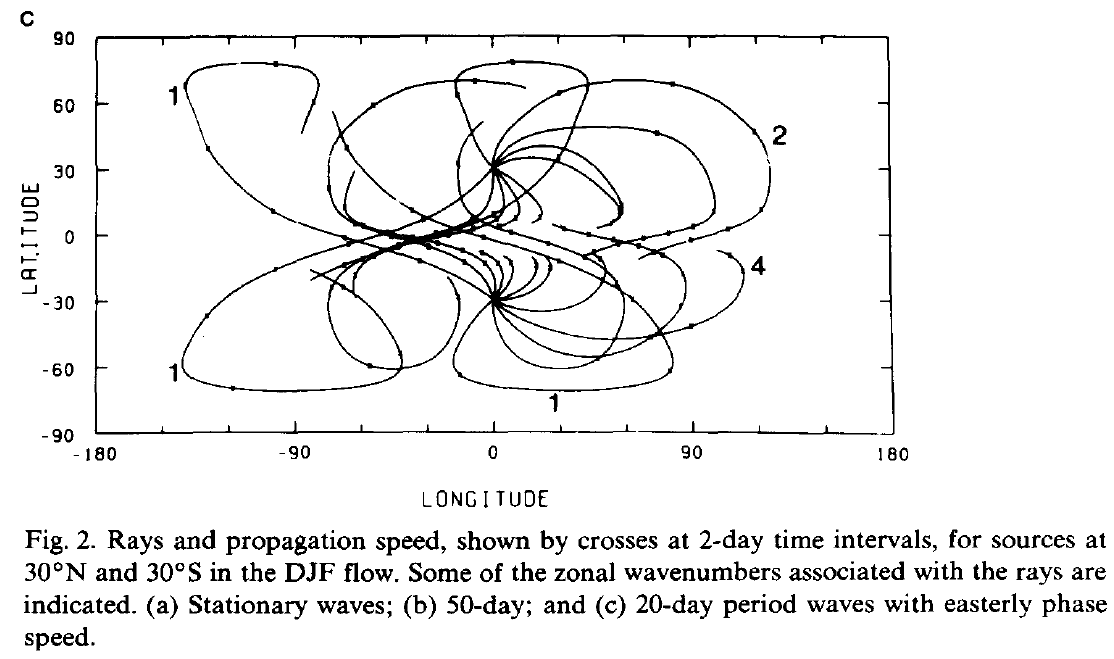 C
90
60
30
0
-30
-60
-90
LATITUDE
1
2
4
1
1
-180 -90 0 90 180
LONGITUDE
Fig. 2. Rays and propagation speed, shown by crosses at 2-day time intervals, for sources at
30°N and 30°S in the DJF flow. Some of the zonal wavenumbers associated with the rays are
indicated. (a) Stationary waves; (b) 50-day; and (c) 20-day period waves with easterly phase
speed.